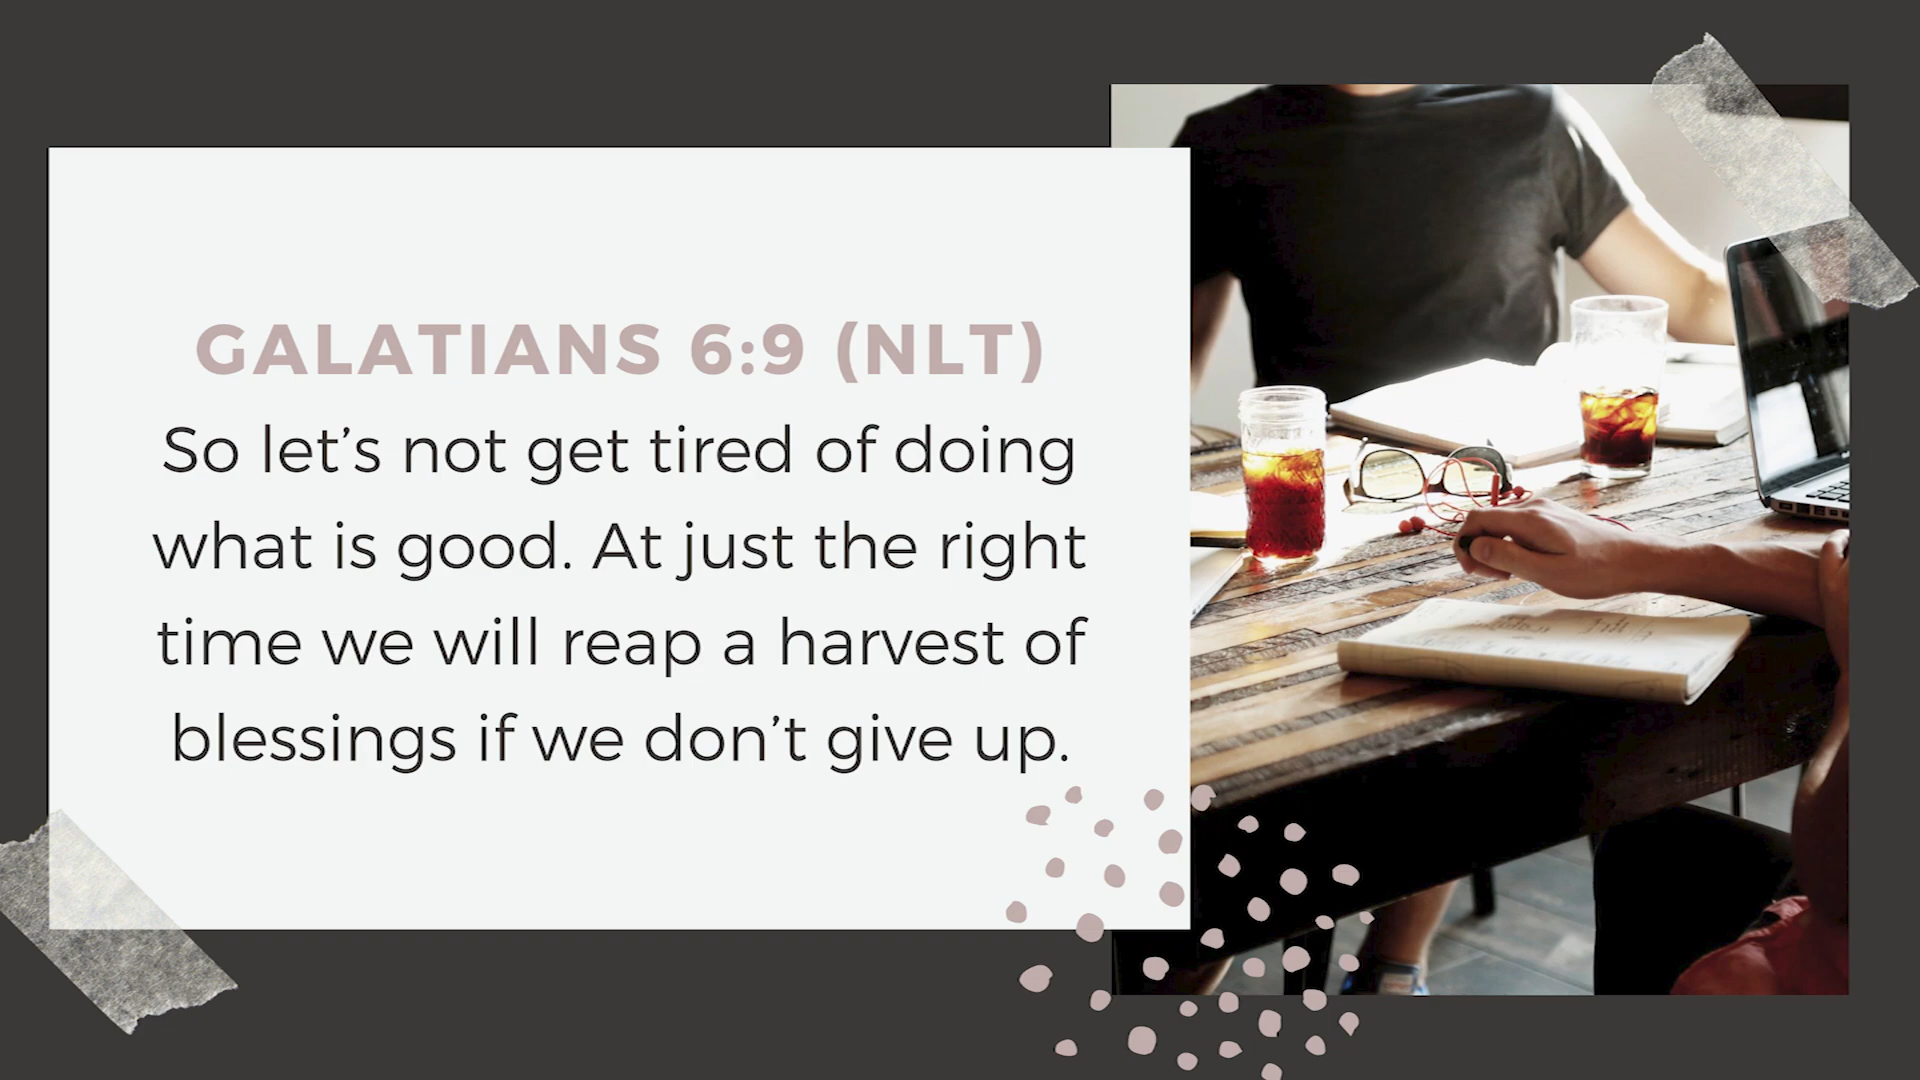 GALATIANS 6:9 (NLT)
So let’s not get tired of doing
what is good. At just the right
time we will reap a harvest of
blessings if we don’t give up.